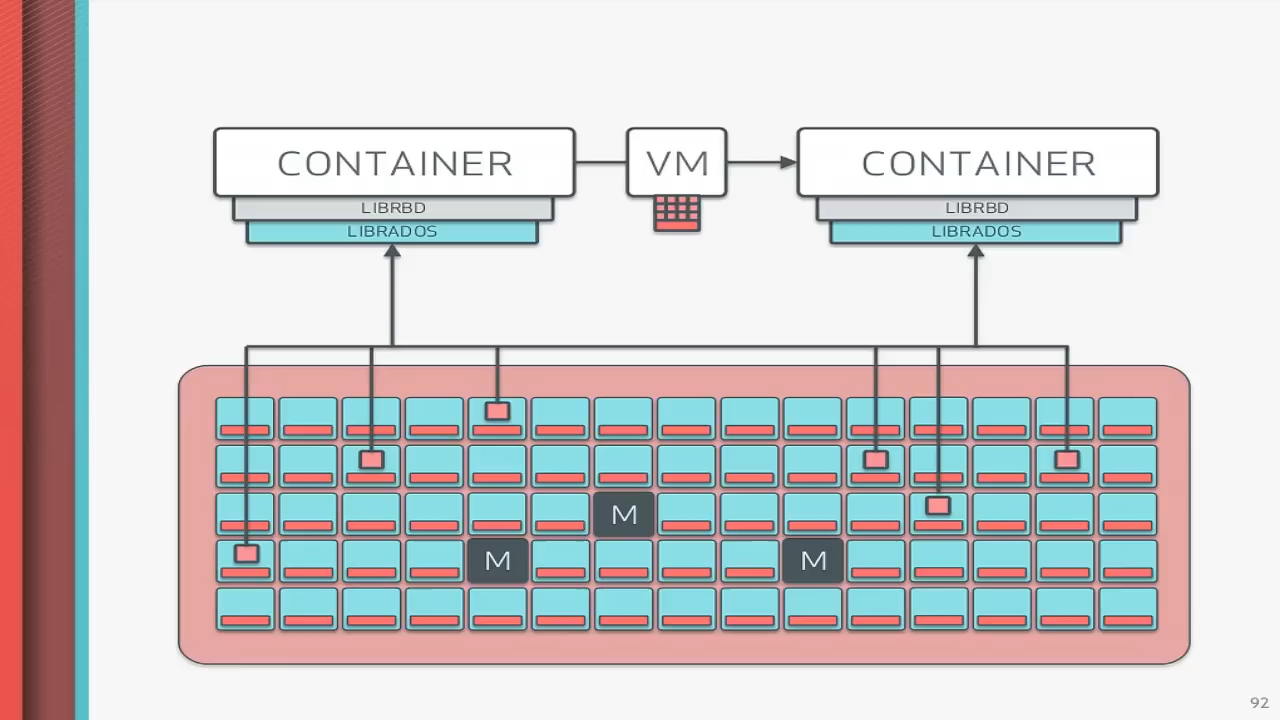 CONTAINER
VM
CONTAINER
LIBRBD
LIBRBD
LIBRADOS
LIBRADOS
M
M
M
92